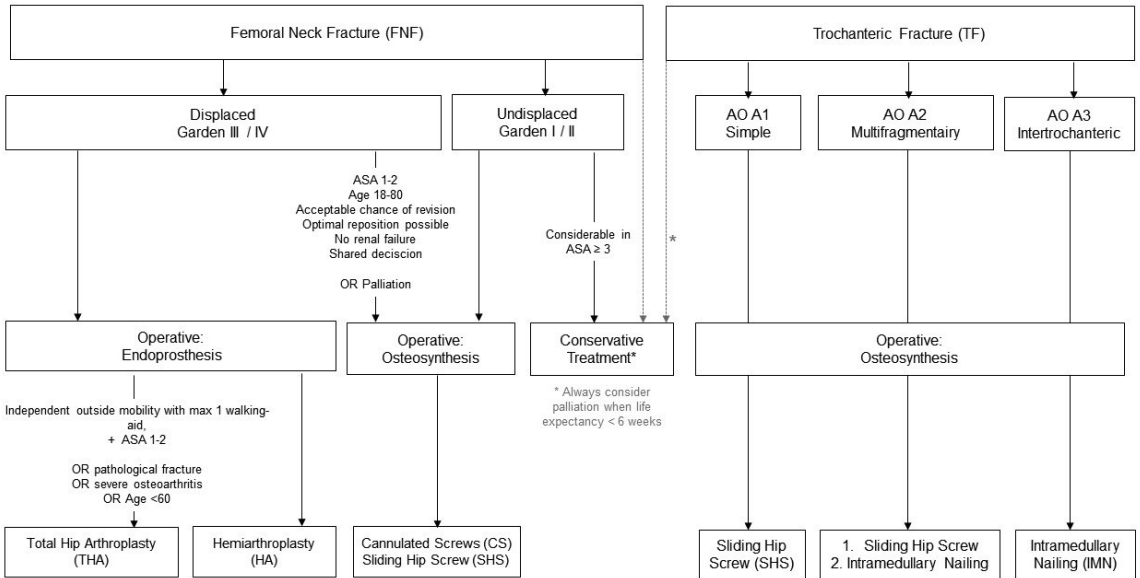 Femoral Neck Fracture (FNF)
Trochanteric Fracture (TF)
Displaced
Garden III / IV
Undisplaced
Garden I / II
AO A1
Simple
AO A2
Multifragmentairy
AO A3
Intertrochanteric
ASA 1-2
Age 18-80
Acceptable chance of revision
Optimal reposition possible
No renal failure
Shared deciscion
OR Palliation
Considerable in
ASA ≥ 3
*
Operative:
Endoprosthesis
Operative:
Osteosynthesis
Conservative
Treatment*
Operative:
Osteosynthesis
* Always consider
palliation when life
expectancy < 6 weeks
Independent outside mobility with max 1 walking-
aid,
+ ASA 1-2
OR pathological fracture
OR severe osteoarthritis
OR Age <60
Total Hip Arthroplasty
(THA)
Hemiarthroplasty
(HA)
Cannulated Screws (CS)
Sliding Hip Screw (SHS)
Sliding Hip
Screw (SHS)
1. Sliding Hip Screw
2. Intramedullary Nailing
Intramedullary
Nailing (IMN)